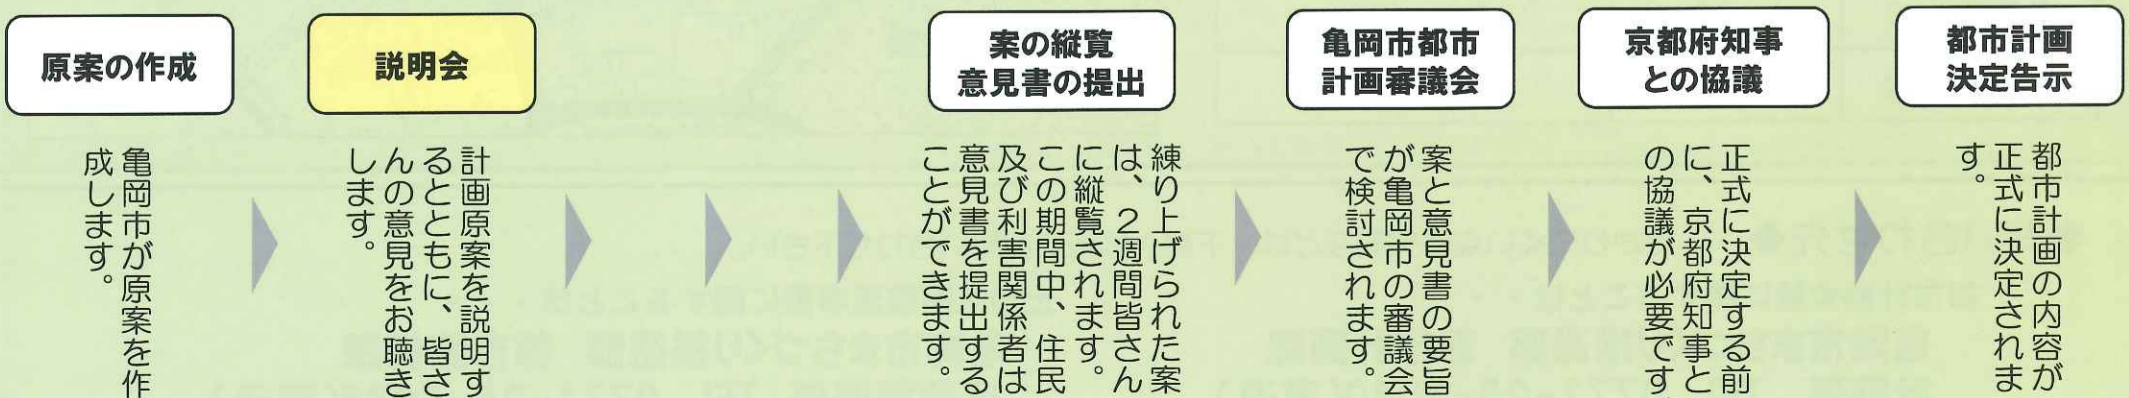 原案の作成
亀岡市が原案を作
成します。
説明会
計画原案を説明す
るとともに、皆さ
んの意見をお聴き
します。
案の縦覧
意見書の提出
練り上げられた案
は、２週間皆さん
に縦覧されます。
この期間中、住民
及び利害関係者は
意見書を提出する
ことができます。
亀岡市都市
計画審議会
案と意見書の要旨
が亀岡市の審議会
で検討されます。
京都府知事
との協議
正式に決定する前
に、京都府知事と
の協議が必要です。
都市計画
決定告示
都市計画の内容が
正式に決定されま
す。